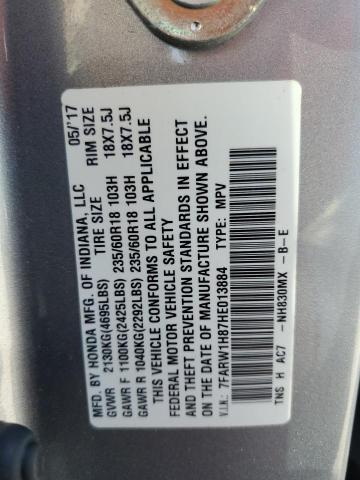 MFD. BY HONDA MFG. OF INDIANA, LLC 05/'17
TIRE SIZE RIM SIZE
GVWR 2130KG(4695LBS)
GAWR F 1100KG(2425LBS) 235/60R18 103H 18X7.5J
GAWR R 1040KG(2292LBS) 235/60R18 103H 18X7.5J
THIS VEHICLE CONFORMS TO ALL APPLICABLE
FEDERAL MOTOR VEHICLE SAFETY
AND THEFT PREVENTION STANDARDS IN EFFECT
ON THE DATE OF MANUFACTURE SHOWN ABOVE.
V.I.N.: 7FARW1H87HE013884 TYPE: MPV
TNS H AC7 -NH830MX -B-E